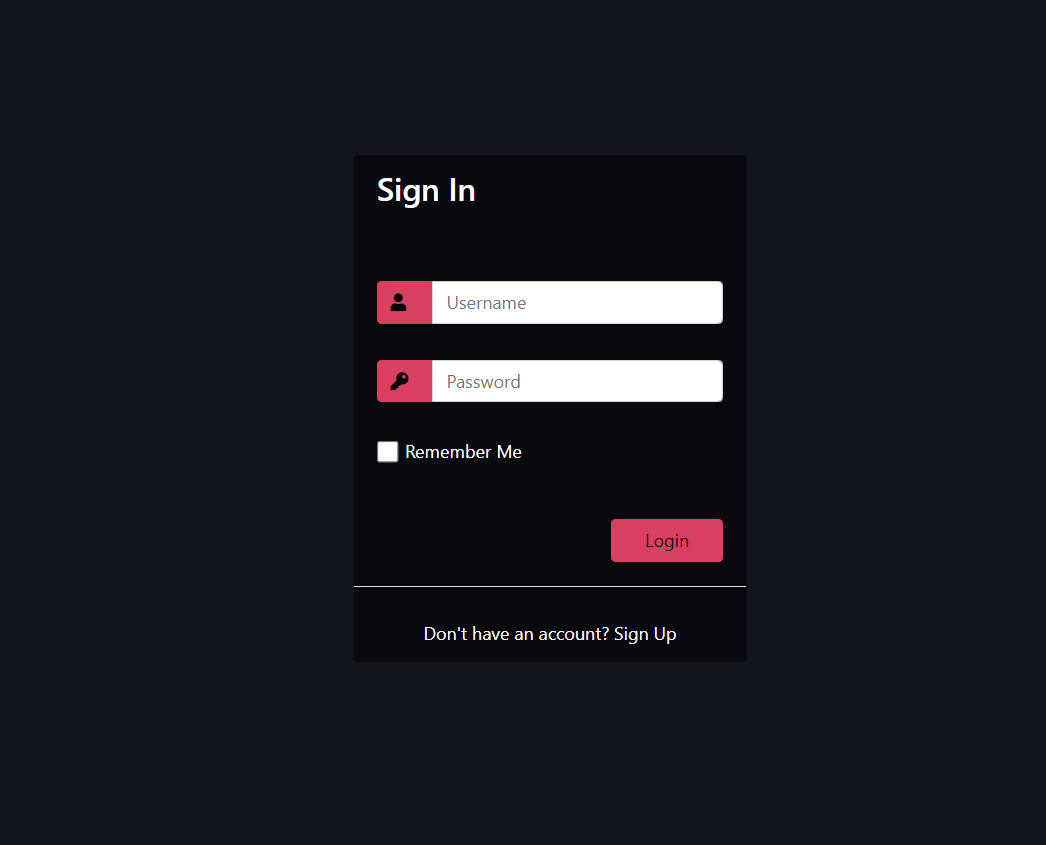 Sign In
Username
Password
Remember Me
Login
Don't have an account? Sign Up